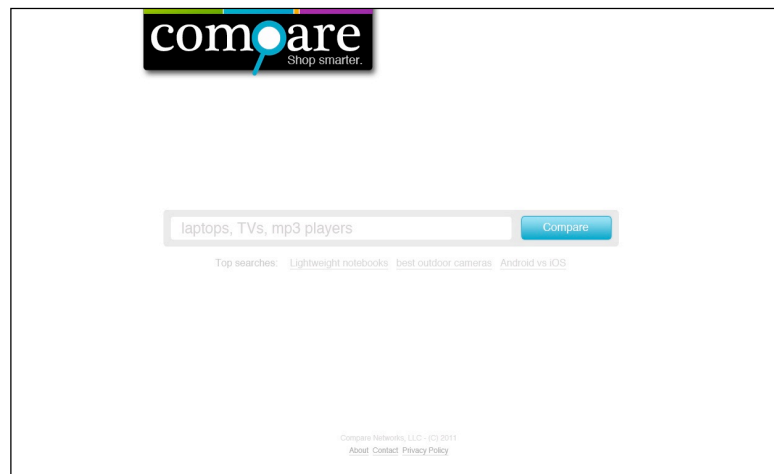 compare
Shop smarter.
laptops, TVs, mp3 players Compare
Top searches: Lightweight notebooks best outdoor cameras Android vs iOS
Compare Networks, LLC - (C) 2011
About Contact Privacy Policy